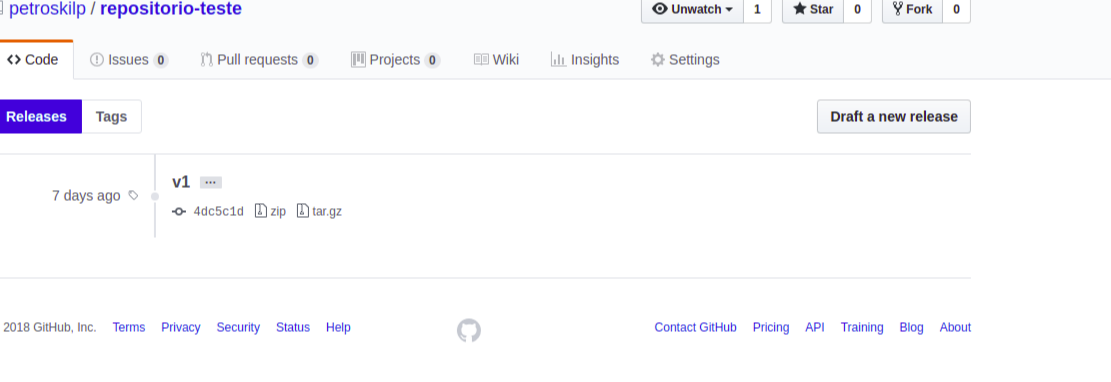 petroskilp / repositorio-teste
Unwatch 1 Star 0 Fork 0
Code Issues 0 Pull requests 0 Projects 0 Wiki Insights Settings
Releases Tags Draft a new release
v1 ...
7 days ago
4dc5c1d zip tar.gz
2018 GitHub, Inc. Terms Privacy Security Status Help Contact GitHub Pricing API Training Blog About